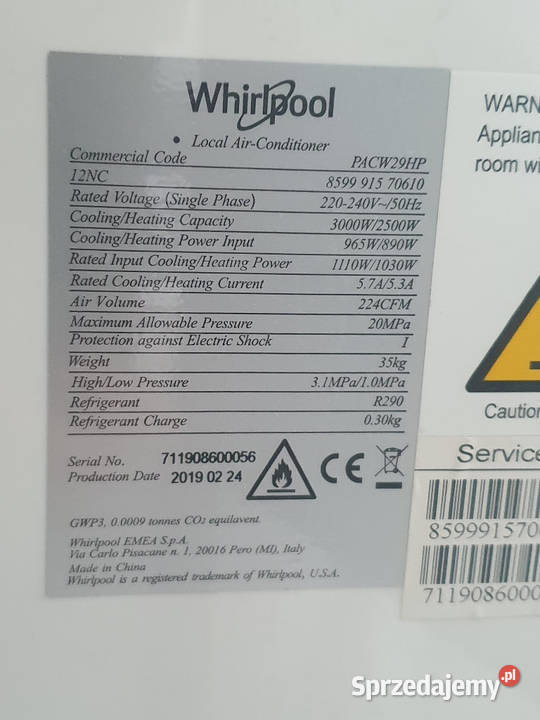 Whirlpool
• Local Air-Conditioner
Commercial Code PACW29HP
12NC 8599 915 70610
Rated Voltage (Single Phase) 220-240V~/50Hz
Cooling/Heating Capacity 3000W/2500W
Cooling/Heating Power Input 965W/890W
Rated Input Cooling/Heating Power 1110W/1030W
Rated Cooling/Heating Current 5.7A/5.3A
Air Volume 224CFM
Maximum Allowable Pressure 20MPa
Protection against Electric Shock I
Weight 35kg
High/Low Pressure 3.1MPa/1.0MPa
Refrigerant R290
Refrigerant Charge 0.30kg
Serial No. 711908600056
Production Date 2019 02 24
CE
GWP3, 0.0009 tonnes CO₂ equilavent.
Whirlpool EMEA S.p.A.
Via Carlo Pisacane n. 1, 20016 Pero (MI), Italy
Made in China
Whirlpool is a registered trademark of Whirlpool, U.S.A.
WARN
Applian
room wi
Cautio
Service
859991570
711908600
Sprzedajemy.pl